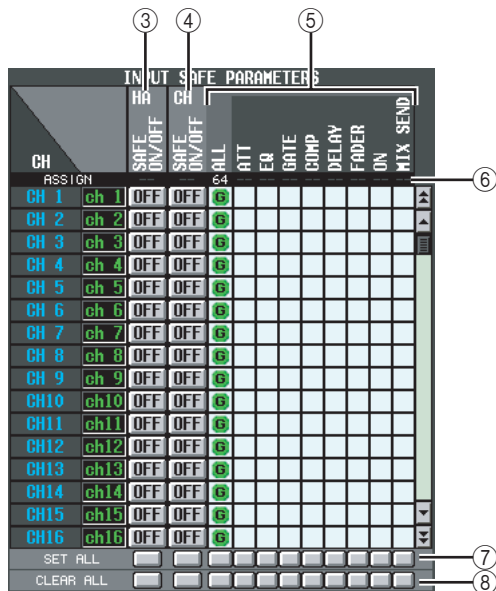 ③ ④ ⑤
INPUT SAFE PARAMETERS
HA CH
CH SAFE ON/OFF SAFE ON/OFF ALL ATT EQ GATE COMP DELAY FADER ON MIX SEND
ASSIGN -- -- 64 -- -- -- -- -- -- -- -- ⑥
CH 1 ch 1 OFF OFF G
CH 2 ch 2 OFF OFF G
CH 3 ch 3 OFF OFF G
CH 4 ch 4 OFF OFF G
CH 5 ch 5 OFF OFF G
CH 6 ch 6 OFF OFF G
CH 7 ch 7 OFF OFF G
CH 8 ch 8 OFF OFF G
CH 9 ch 9 OFF OFF G
CH10 ch10 OFF OFF G
CH11 ch11 OFF OFF G
CH12 ch12 OFF OFF G
CH13 ch13 OFF OFF G
CH14 ch14 OFF OFF G
CH15 ch15 OFF OFF G
CH16 ch16 OFF OFF G
SET ALL ⑦
CLEAR ALL ⑧